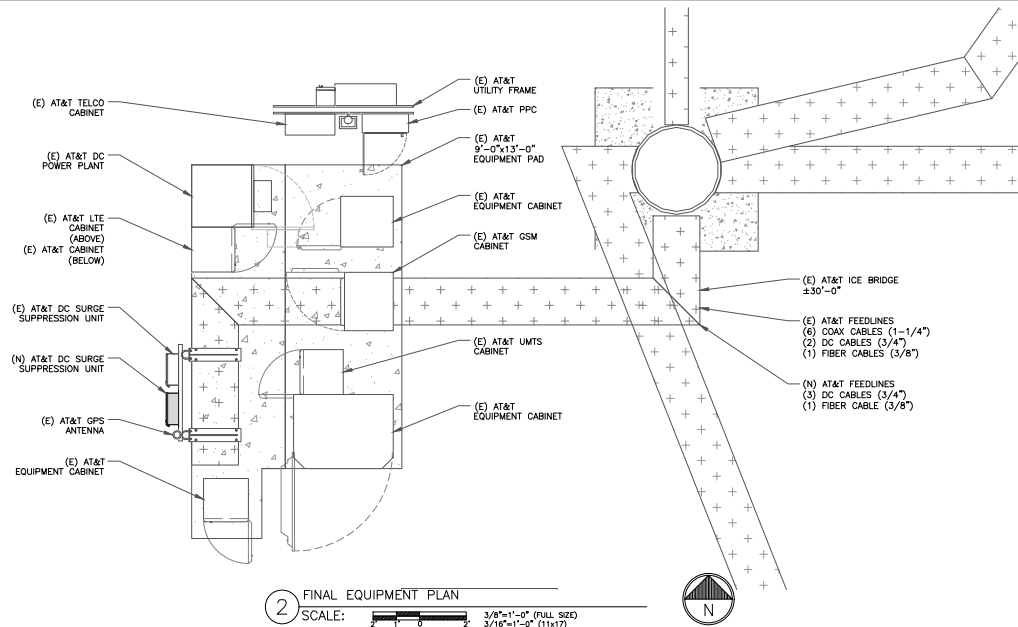 (E) AT&T TELCO
CABINET
(E) AT&T DC
POWER PLANT
(E) AT&T LTE
CABINET
(ABOVE)
(E) AT&T CABINET
(BELOW)
(E) AT&T DC SURGE
SUPPRESSION UNIT
(N) AT&T DC SURGE
SUPPRESSION UNIT
(E) AT&T GPS
ANTENNA
(E) AT&T
EQUIPMENT CABINET
(E) AT&T
UTILITY FRAME
(E) AT&T PPC
(E) AT&T
9'-0"x13'-0"
EQUIPMENT PAD
(E) AT&T
EQUIPMENT CABINET
(E) AT&T GSM
CABINET
(E) AT&T UMTS
CABINET
(E) AT&T
EQUIPMENT CABINET
(E) AT&T ICE BRIDGE
±30'-0"
(E) AT&T FEEDLINES
(6) COAX CABLES (1-1/4")
(2) DC CABLES (3/4")
(1) FIBER CABLES (3/8")
(N) AT&T FEEDLINES
(3) DC CABLES (3/4")
(1) FIBER CABLE (3/8")
2 FINAL EQUIPMENT PLAN
SCALE:
2' 1' 0 2'
3/8"=1'-0" (FULL SIZE)
3/16"=1'-0" (11x17)
N